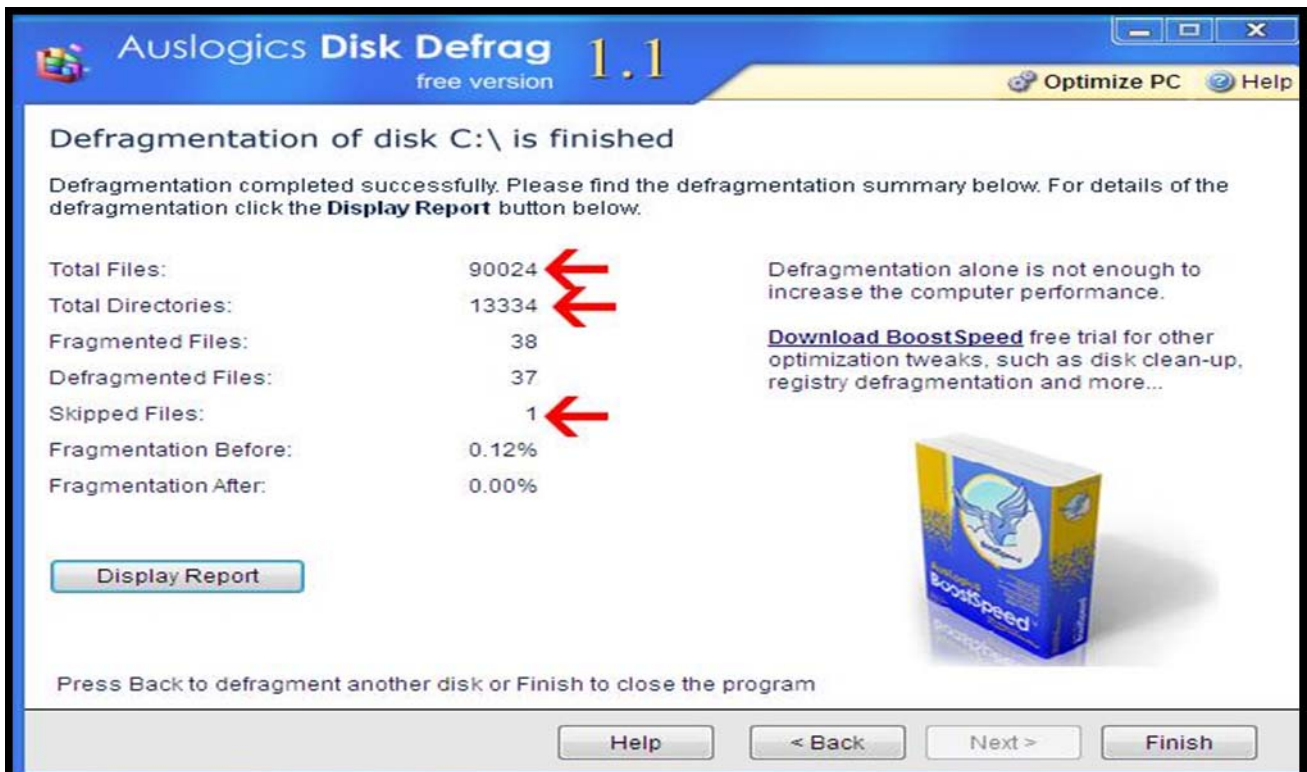 Auslogics Disk Defrag 1.1
free version
Optimize PC Help
Defragmentation of disk C:\ is finished
Defragmentation completed successfully. Please find the defragmentation summary below. For details of the
defragmentation click the Display Report button below.
Total Files: 90024
Total Directories: 13334
Fragmented Files: 38
Defragmented Files: 37
Skipped Files: 1
Fragmentation Before: 0.12%
Fragmentation After: 0.00%
Defragmentation alone is not enough to
increase the computer performance.
Download BoostSpeed free trial for other
optimization tweaks, such as disk clean-up,
registry defragmentation and more...
BoostSpeed
Auslogics
BoostSpeed
Display Report
Press Back to defragment another disk or Finish to close the program
Help < Back Next > Finish